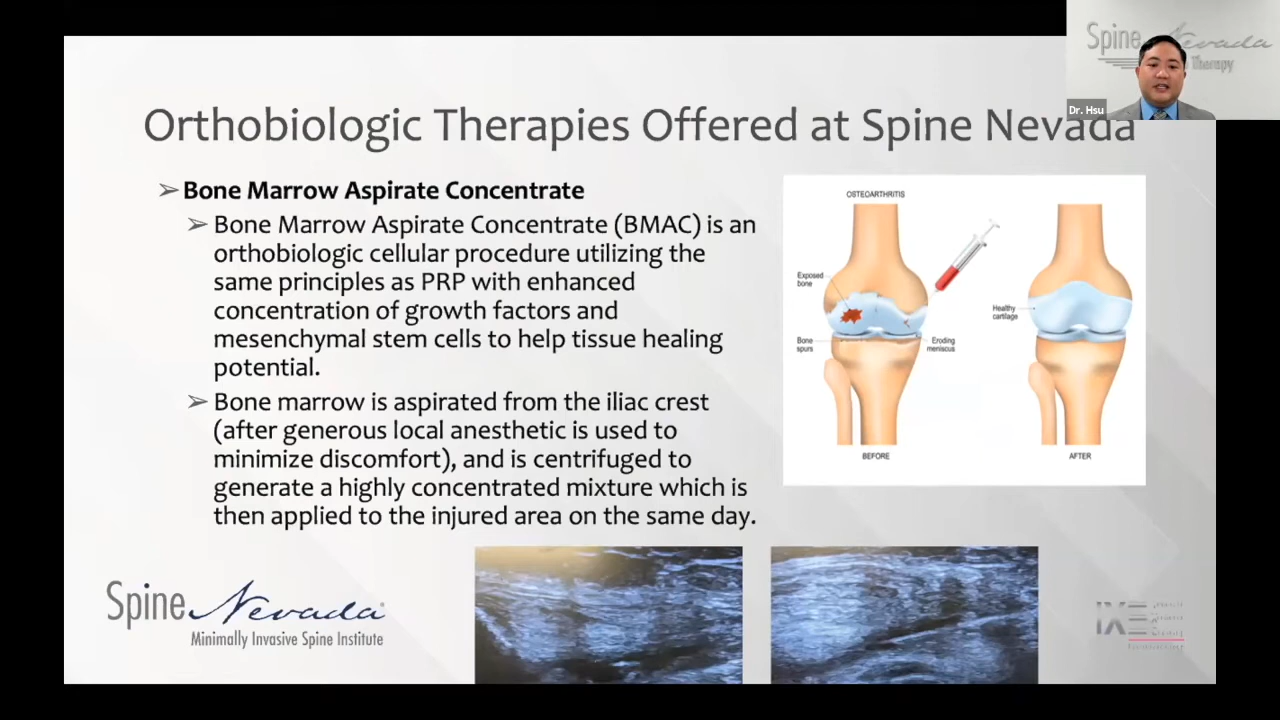 Spine Nevada
Therapy
Dr. Hsu
Orthobiologic Therapies Offered at Spine Nevada
➢ Bone Marrow Aspirate Concentrate
➢ Bone Marrow Aspirate Concentrate (BMAC) is an
orthobiologic cellular procedure utilizing the
same principles as PRP with enhanced
concentration of growth factors and
mesenchymal stem cells to help tissue healing
potential.
➢ Bone marrow is aspirated from the iliac crest
(after generous local anesthetic is used to
minimize discomfort), and is centrifuged to
generate a highly concentrated mixture which is
then applied to the injured area on the same day.
OSTEOARTHRITIS
Exposed
bone
Bone
spurs
Eroding
meniscus
BEFORE
Healthy
cartilage
AFTER
Spine Nevada
Minimally Invasive Spine Institute